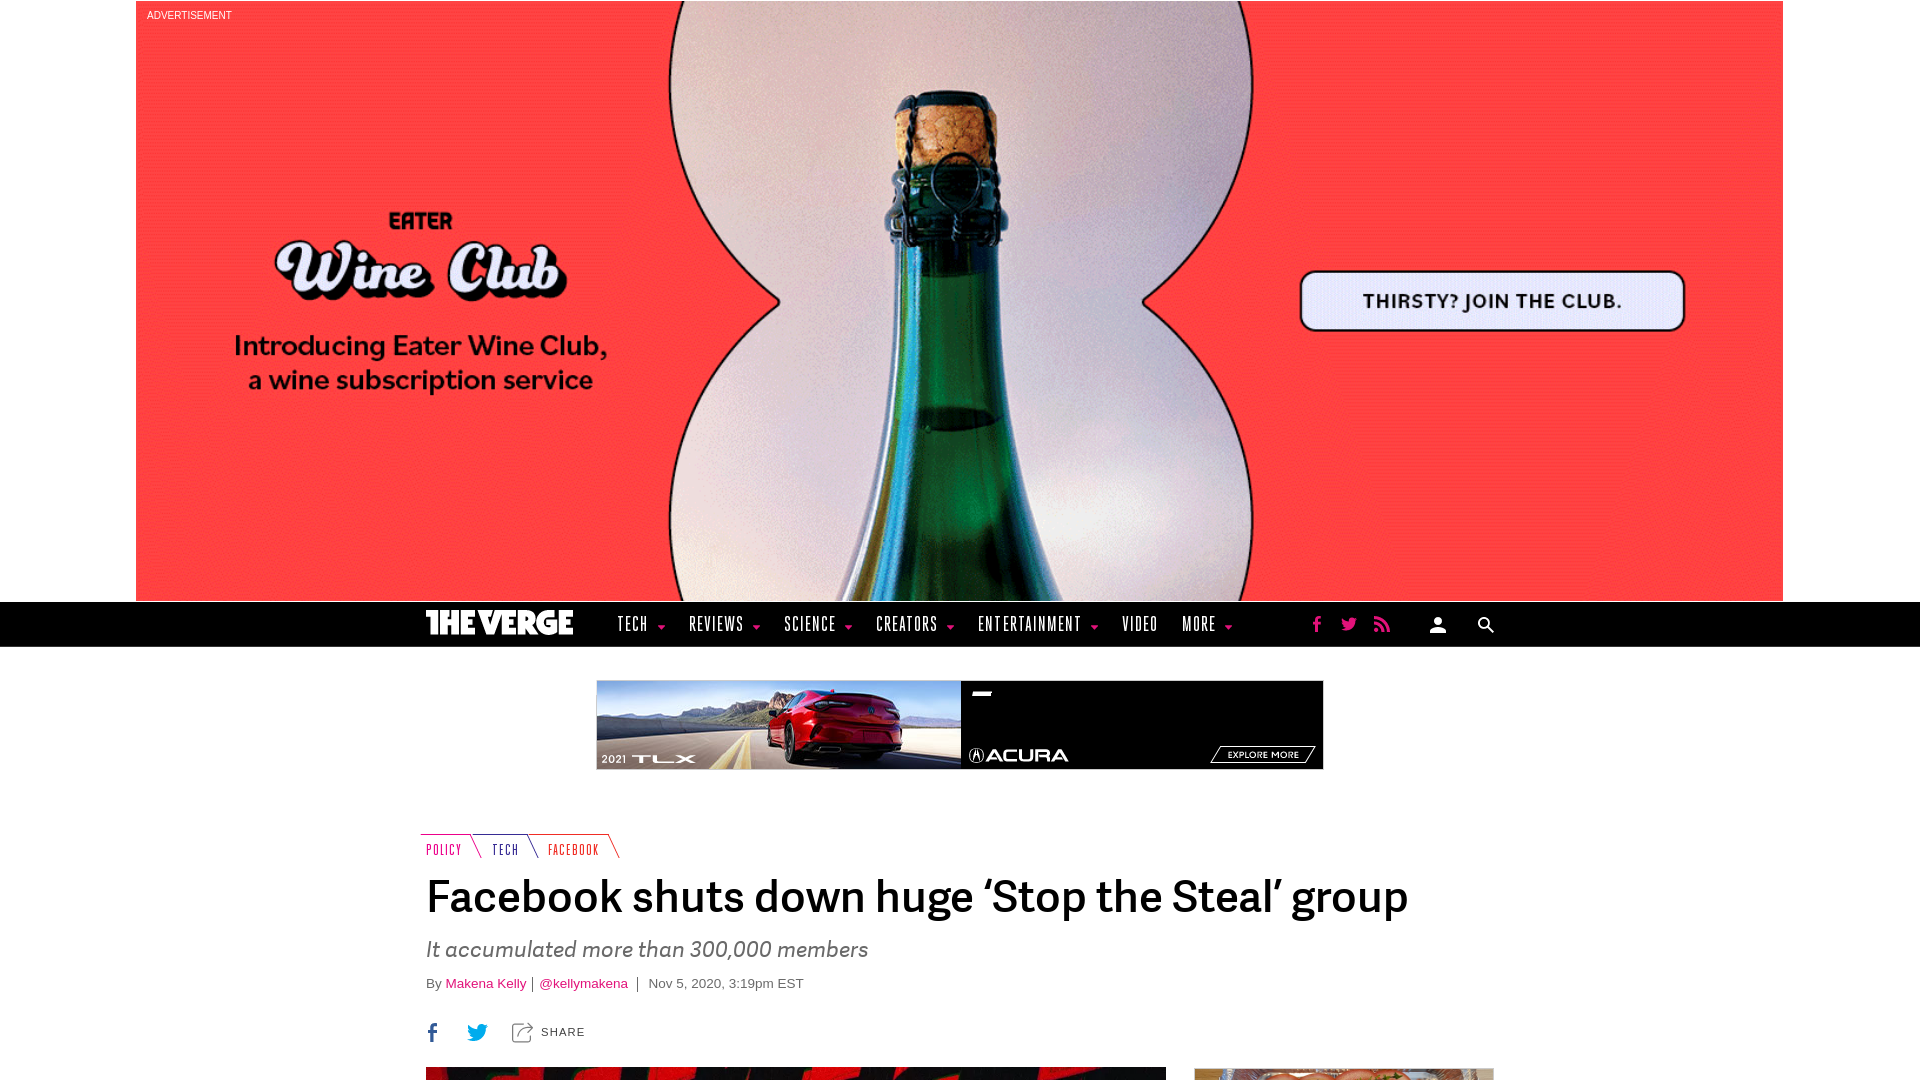 ADVERTISEMENT
EATER
Wine Club
Introducing Eater Wine Club,
a wine subscription service
THIRSTY? JOIN THE CLUB.
THE VERGE
TECH
REVIEWS
SCIENCE
CREATORS
ENTERTAINMENT
VIDEO
MORE
2021 TLX
ACURA
EXPLORE MORE
POLICY
TECH
FACEBOOK
Facebook shuts down huge ‘Stop the Steal’ group
It accumulated more than 300,000 members
By Makena Kelly | @kellymakena | Nov 5, 2020, 3:19pm EST
SHARE